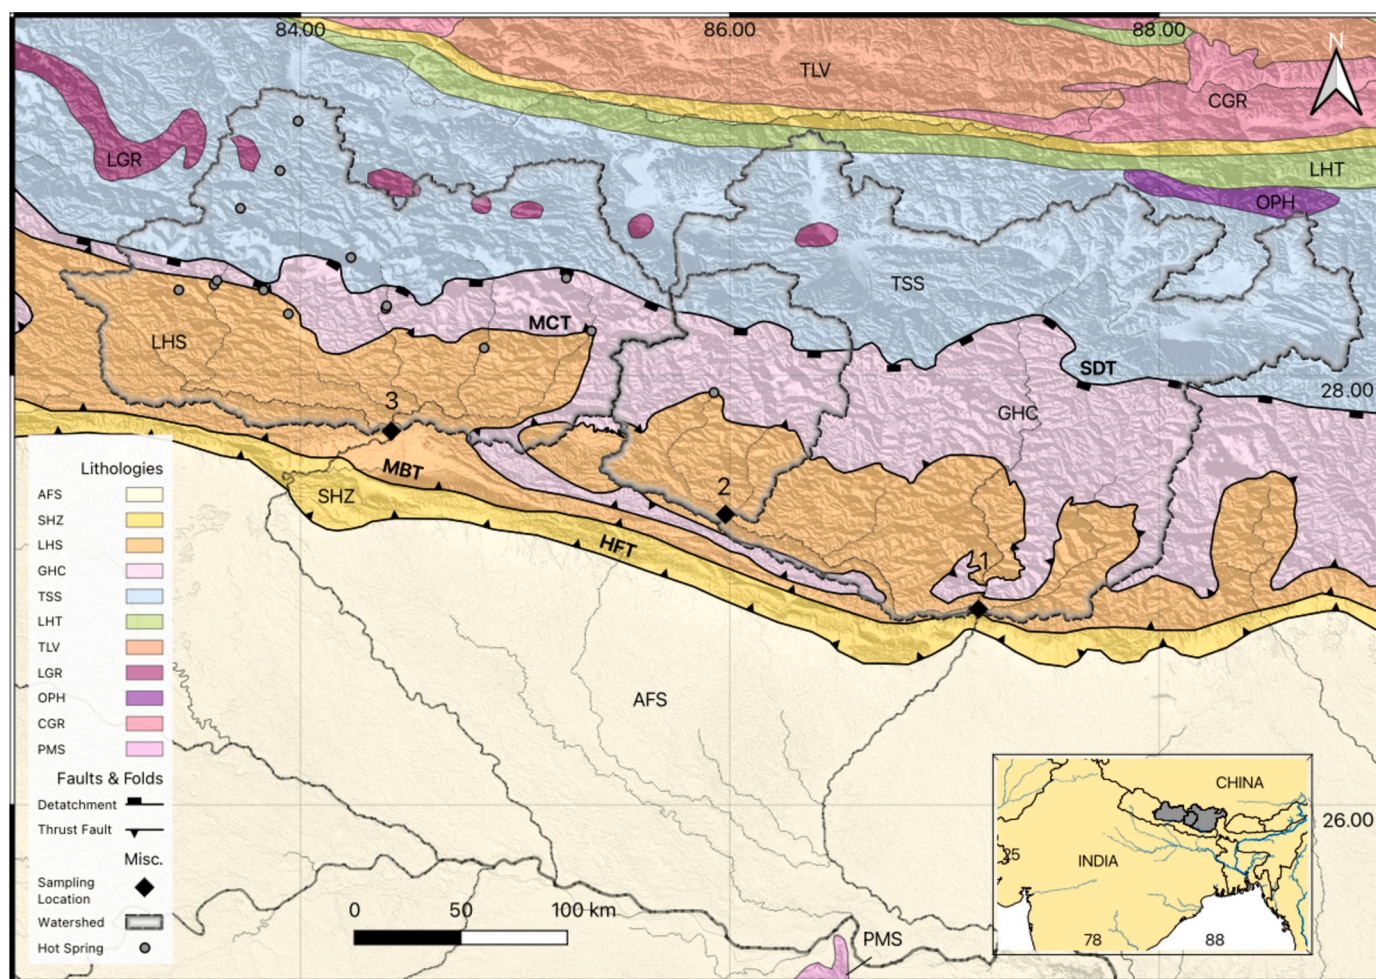 84.00
86.00
88.00
N
TLV
CGR
LGR
LHT
OPH
TSS
MCT
LHS
SDT
28.00
3
GHC
MBT
2
SHZ
HFT
1
AFS
PMS
26.00
Lithologies
AFS
SHZ
LHS
GHC
TSS
LHT
TLV
LGR
OPH
CGR
PMS
Faults & Folds
Detatchment
Thrust Fault
Misc.
Sampling
Location
Watershed
Hot Spring
0 50 100 km
CHINA
25
INDIA
78 88